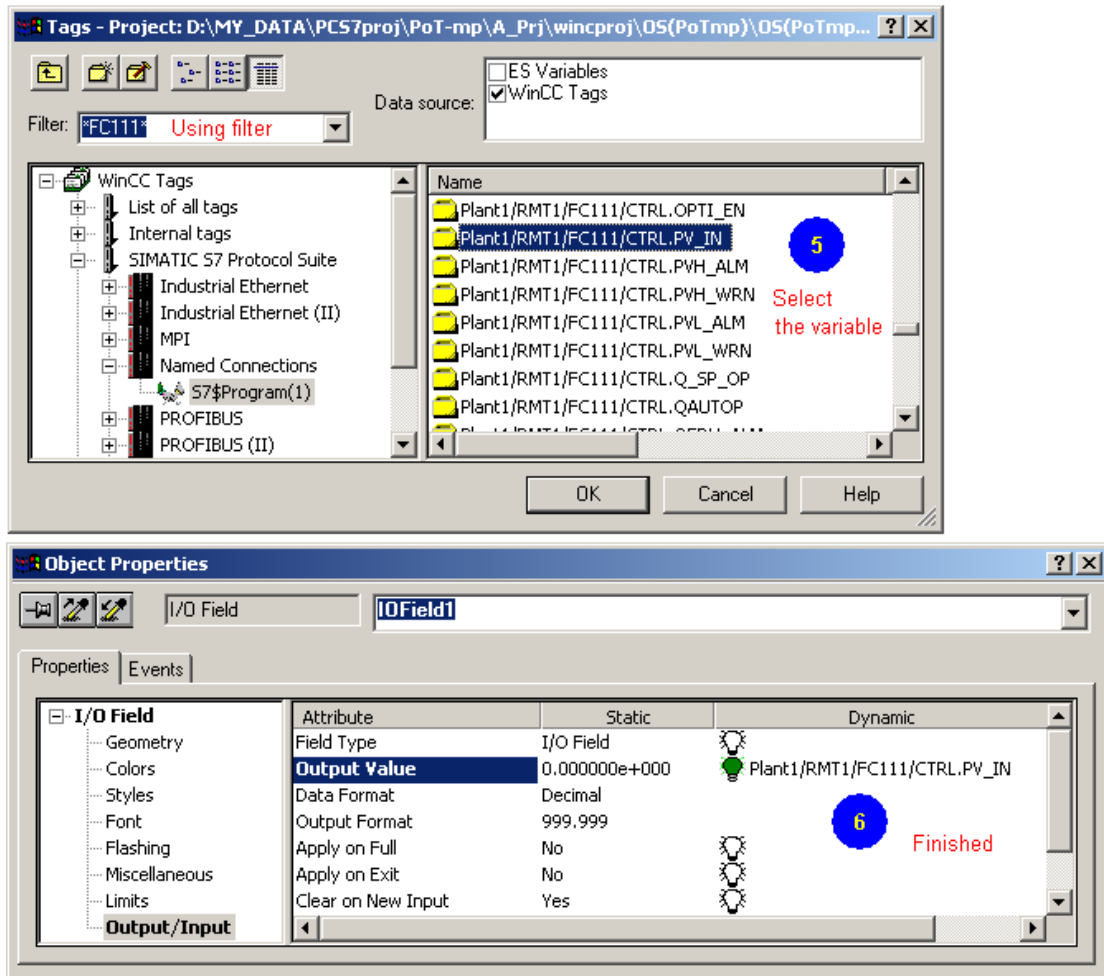 Tags - Project: D:\MY_DATA\PCS7proj\PoT-mp\A_Prj\wincproj\OS(PoTmp)\OS(PoTmp...
Data source:
ES Variables
WinCC Tags
Filter: *FC111* Using filter
WinCC Tags
List of all tags
Internal tags
SIMATIC S7 Protocol Suite
Industrial Ethernet
Industrial Ethernet (II)
MPI
Named Connections
S7$Program(1)
PROFIBUS
PROFIBUS (II)
Name
Plant1/RMT1/FC111/CTRL.OPTI_EN
Plant1/RMT1/FC111/CTRL.PV_IN
Plant1/RMT1/FC111/CTRL.PVH_ALM
Plant1/RMT1/FC111/CTRL.PVH_WRN
Plant1/RMT1/FC111/CTRL.PVL_ALM
Plant1/RMT1/FC111/CTRL.PVL_WRN
Plant1/RMT1/FC111/CTRL.Q_SP_OP
Plant1/RMT1/FC111/CTRL.QAUTOP
5
Select
the variable
OK Cancel Help
Object Properties
I/O Field IOField1
Properties Events
I/O Field
Geometry
Colors
Styles
Font
Flashing
Miscellaneous
Limits
Output/Input
Attribute Static Dynamic
Field Type I/O Field
Output Value 0.000000e+000 Plant1/RMT1/FC111/CTRL.PV_IN
Data Format Decimal
Output Format 999.999
Apply on Full No
Apply on Exit No
Clear on New Input Yes
6
Finished